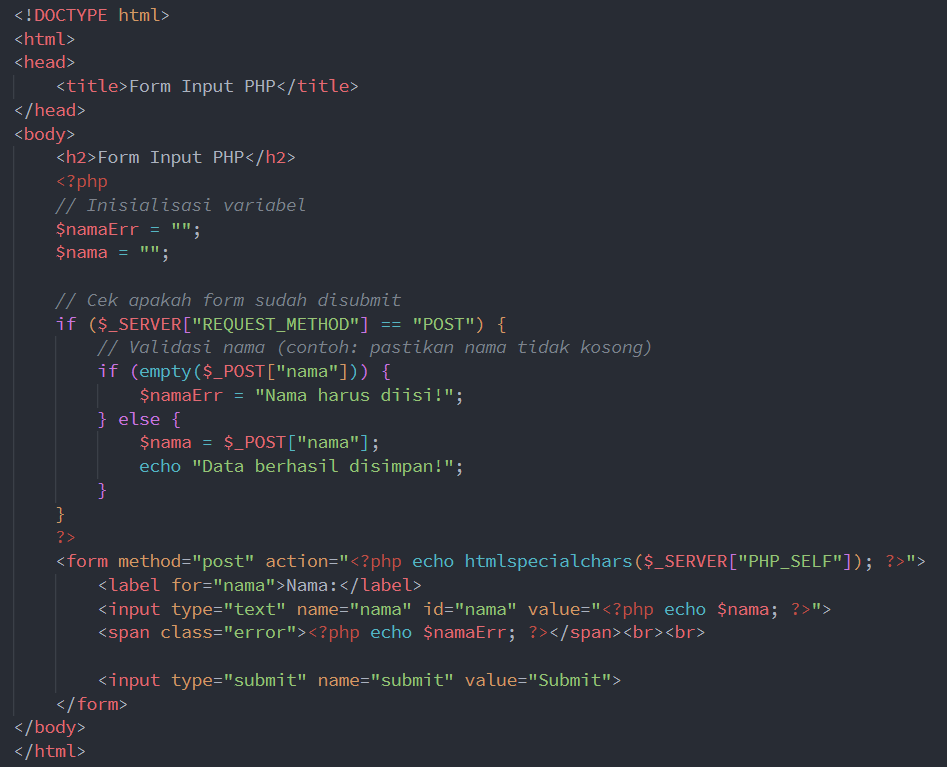 <!DOCTYPE html>
<html>
<head>
    <title>Form Input PHP</title>
</head>
<body>
    <h2>Form Input PHP</h2>
    <?php
    // Inisialisasi variabel
    $namaErr = "";
    $nama = "";

    // Cek apakah form sudah disubmit
    if ($_SERVER["REQUEST_METHOD"] == "POST") {
        // Validasi nama (contoh: pastikan nama tidak kosong)
        if (empty($_POST["nama"])) {
            $namaErr = "Nama harus diisi!";
        } else {
            $nama = $_POST["nama"];
            echo "Data berhasil disimpan!";
        }
    }
    ?>
    <form method="post" action="<?php echo htmlspecialchars($_SERVER["PHP_SELF"]); ?>">
        <label for="nama">Nama:</label>
        <input type="text" name="nama" id="nama" value="<?php echo $nama; ?>">
        <span class="error"><?php echo $namaErr; ?></span><br><br>

        <input type="submit" name="submit" value="Submit">
    </form>
</body>
</html>